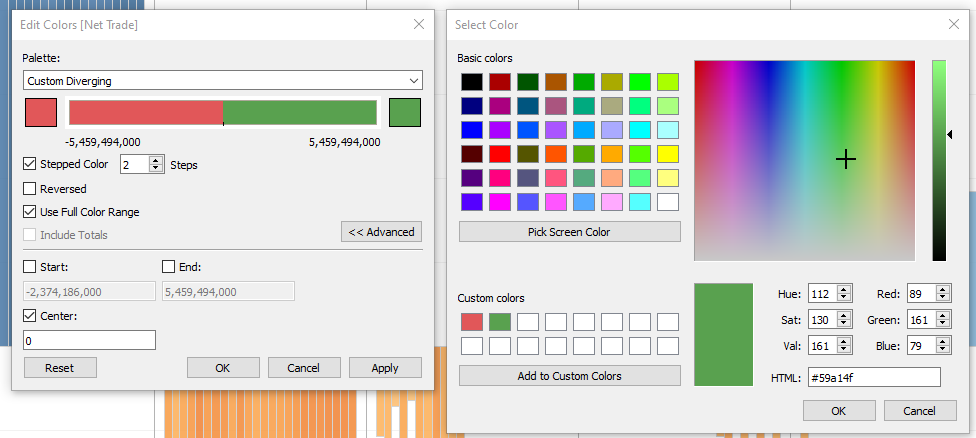 Edit Colors [Net Trade]
Palette:
Custom Diverging
-5,459,494,000 5,459,494,000
Stepped Color 2 Steps
Reversed
Use Full Color Range
Include Totals
<< Advanced
Start: End:
-2,374,186,000 5,459,494,000
Center:
0
Reset OK Cancel Apply
Select Color
Basic colors
Pick Screen Color
Custom colors
Add to Custom Colors
Hue: 112 Red: 89
Sat: 130 Green: 161
Val: 161 Blue: 79
HTML: #59a14f
OK Cancel